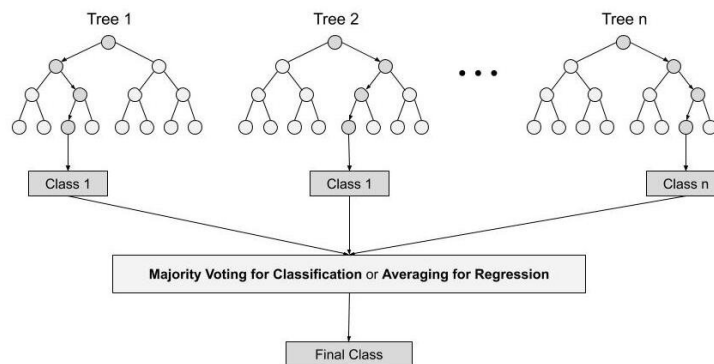 Tree 1
Tree 2
Tree n
Class 1
Class 1
Class n
Majority Voting for Classification or Averaging for Regression
Final Class